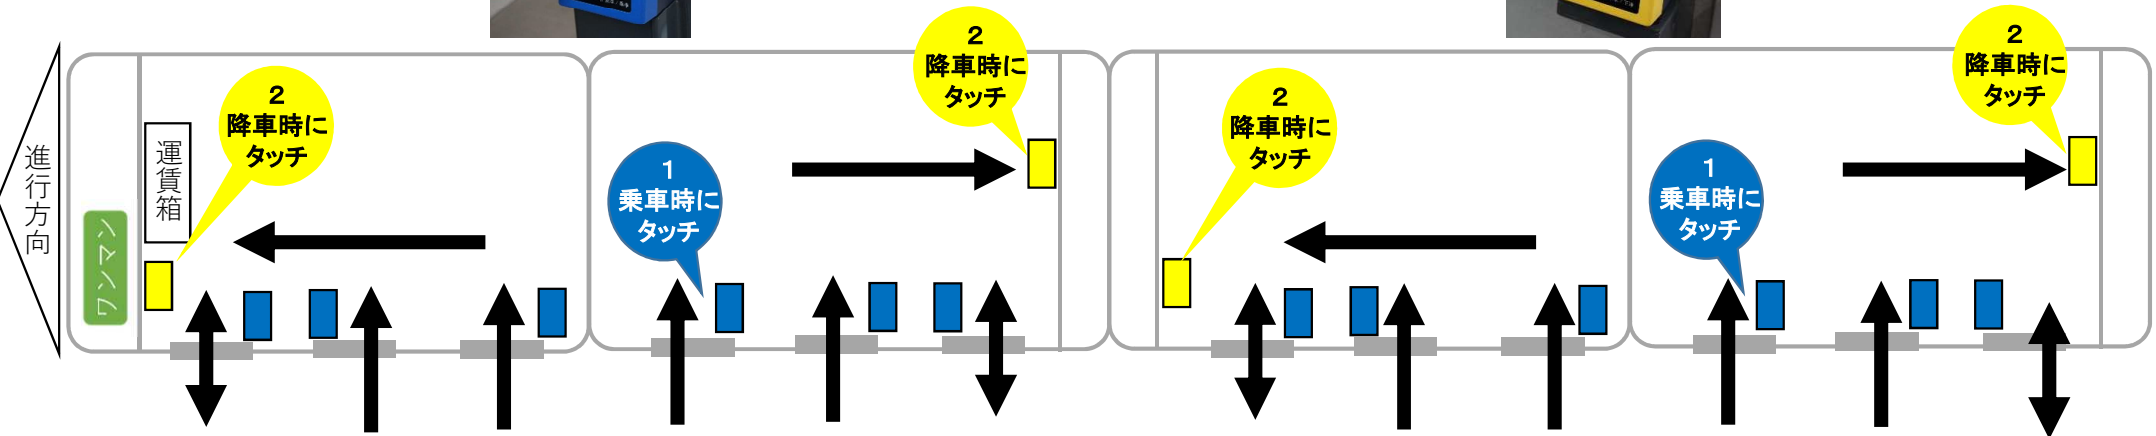 進行方向
ワンマン
運賃箱
2
降車時に
タッチ
1
乗車時に
タッチ
2
降車時に
タッチ
2
降車時に
タッチ
1
乗車時に
タッチ
2
降車時に
タッチ